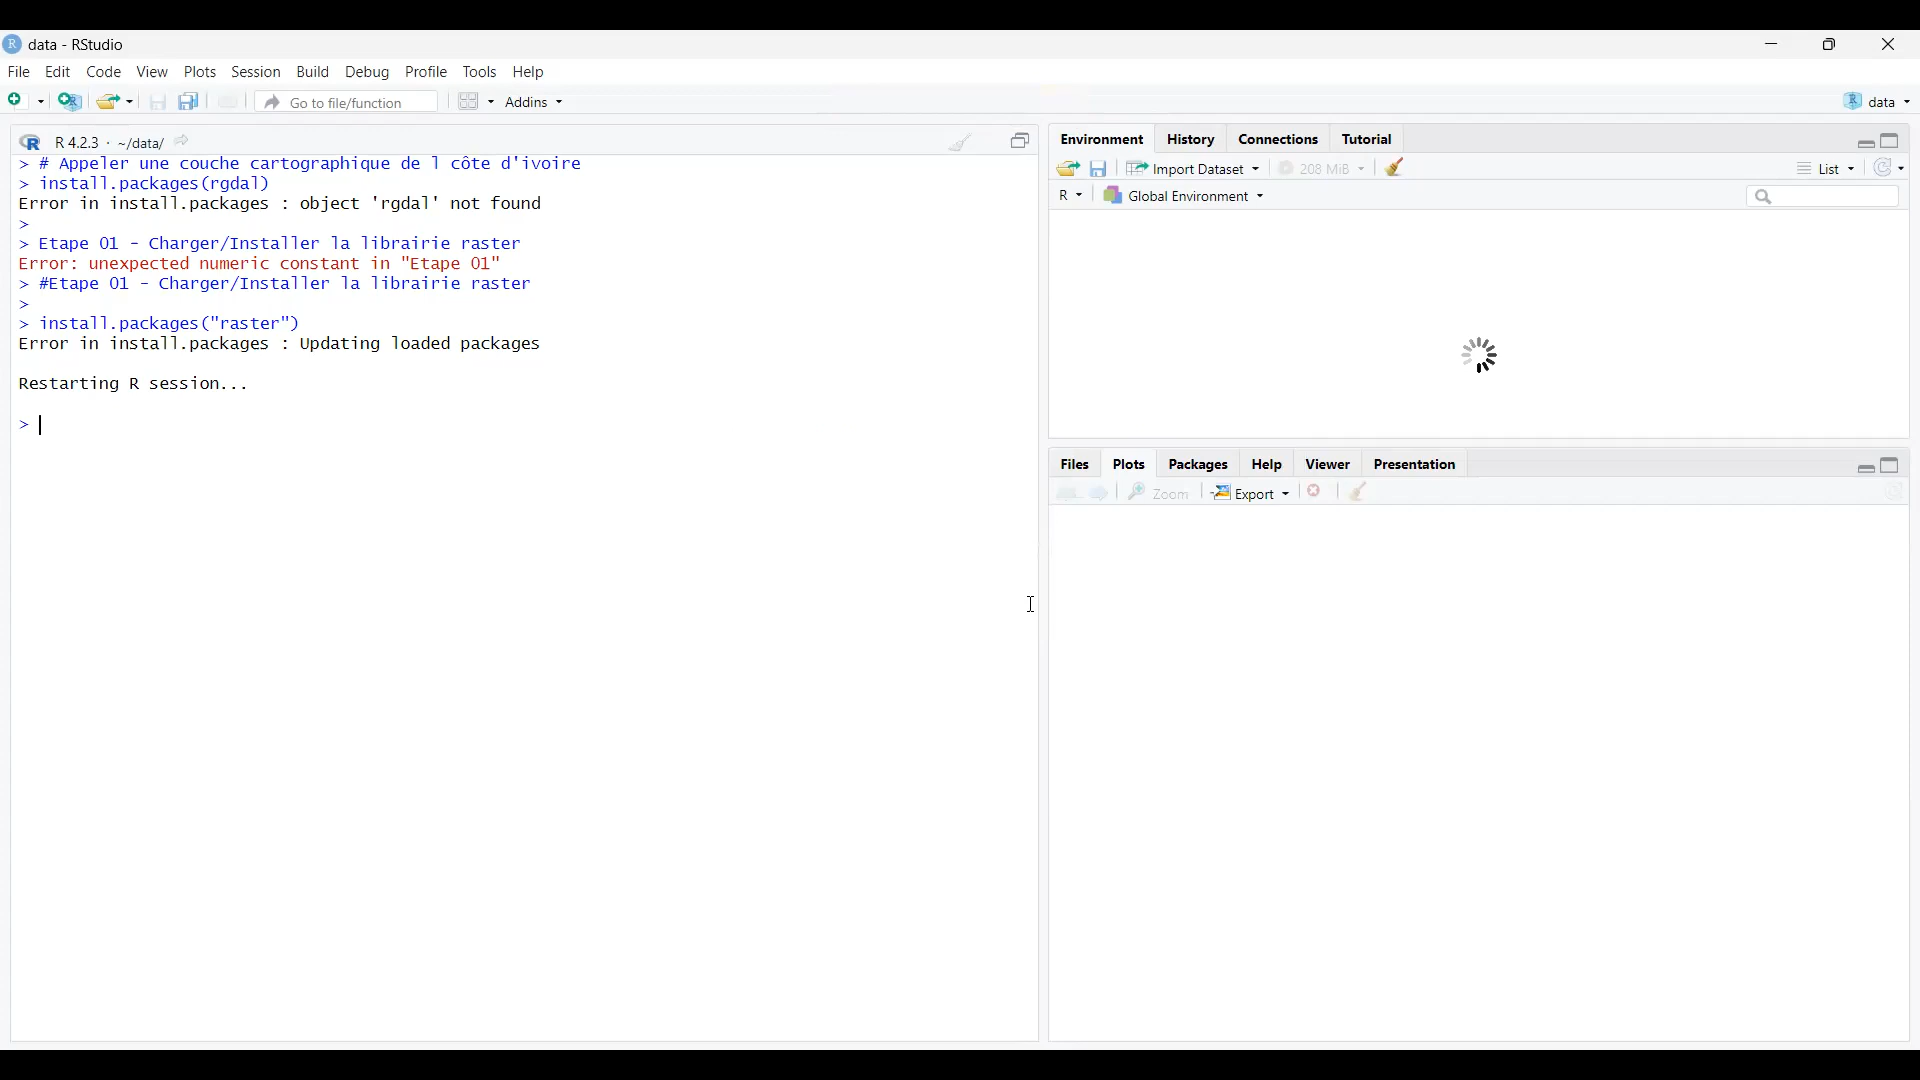 data - RStudio
File Edit Code View Plots Session Build Debug Profile Tools Help
Go to file/function Addins data
R 4.2.3 · ~/data/
> # Appeler une couche cartographique de l côte d'ivoire
> install.packages(rgdal)
Error in install.packages : object 'rgdal' not found
>
> Etape 01 - Charger/Installer la librairie raster
Error: unexpected numeric constant in "Etape 01"
> #Etape 01 - Charger/Installer la librairie raster
>
> install.packages("raster")
Error in install.packages : Updating loaded packages
Restarting R session...
>
Environment History Connections Tutorial
Import Dataset 208 MiB List
R Global Environment
Files Plots Packages Help Viewer Presentation
Zoom Export